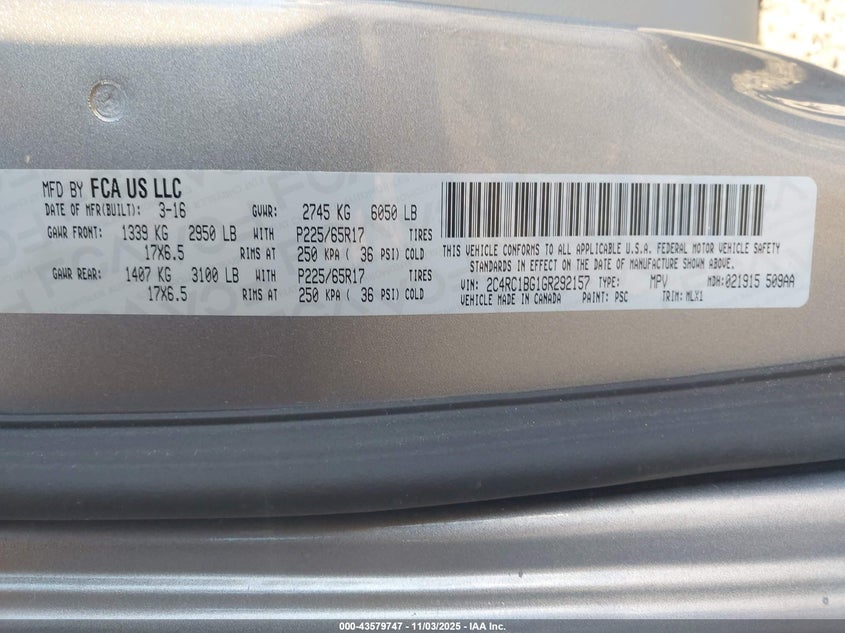 MFD BY FCA US LLC
DATE OF MFR(BUILT): 3-16 GVWR: 2745 KG 6050 LB
GAWR FRONT: 1339 KG 2950 LB WITH P225/65R17 TIRES
17X6.5 RIMS AT 250 KPA ( 36 PSI) COLD
GAWR REAR: 1407 KG 3100 LB WITH P225/65R17 TIRES
17X6.5 RIMS AT 250 KPA ( 36 PSI) COLD
THIS VEHICLE CONFORMS TO ALL APPLICABLE U.S.A. FEDERAL MOTOR VEHICLE SAFETY
STANDARDS IN EFFECT ON THE DATE OF MANUFACTURE SHOWN ABOVE.
VIN: 2C4RC1BG1GR292157 TYPE: MPV MDH:021915 509AA
VEHICLE MADE IN CANADA PAINT: PSC TRIM: MLX1
000-43579747 - 11/03/2025 - IAA Inc.